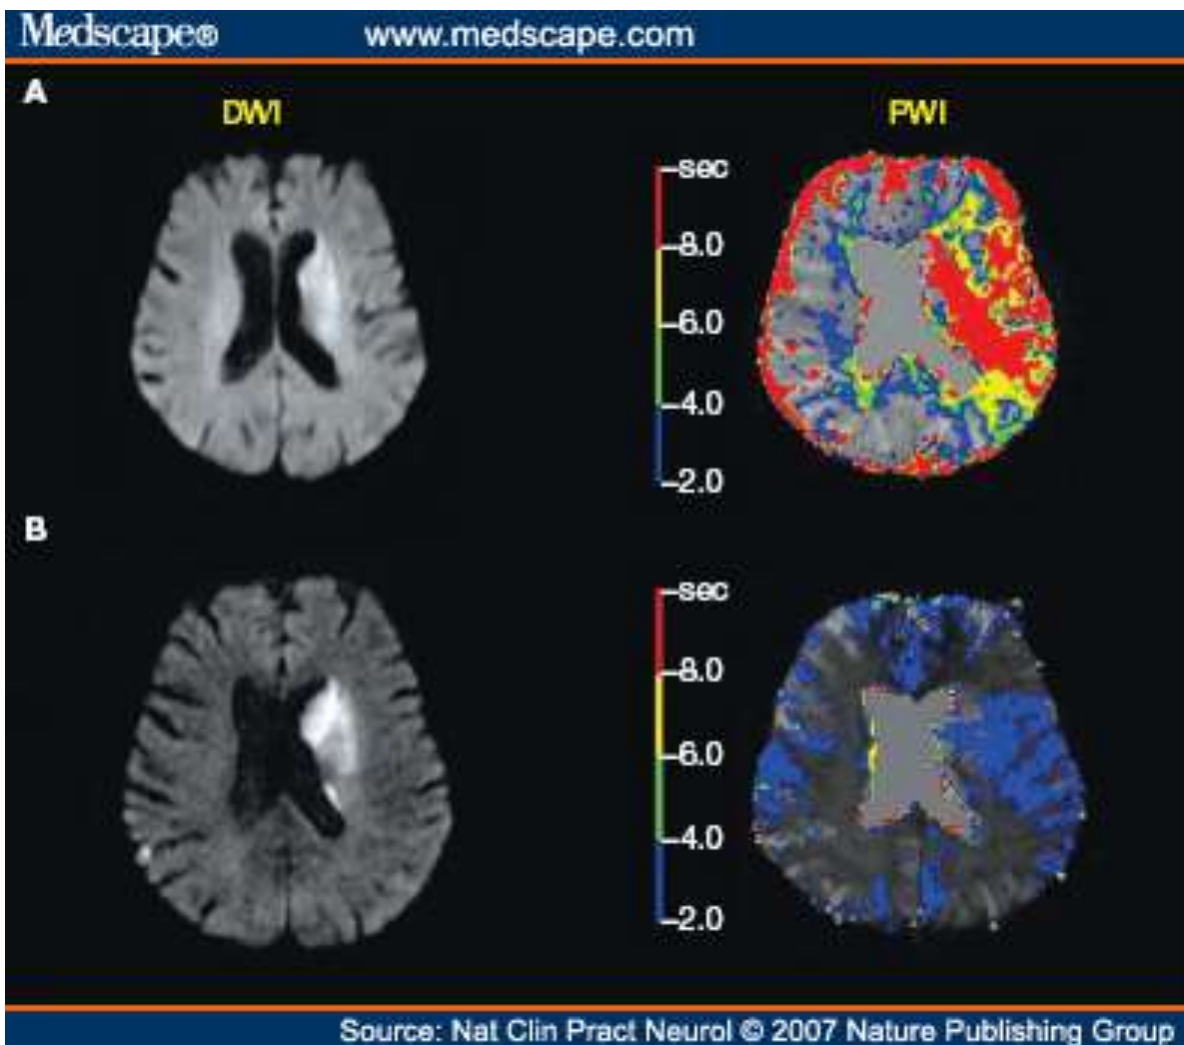 Medscape® www.medscape.com
A
DWI
PWI
sec
8.0
6.0
4.0
2.0
B
sec
8.0
6.0
4.0
2.0
Source: Nat Clin Pract Neurol © 2007 Nature Publishing Group